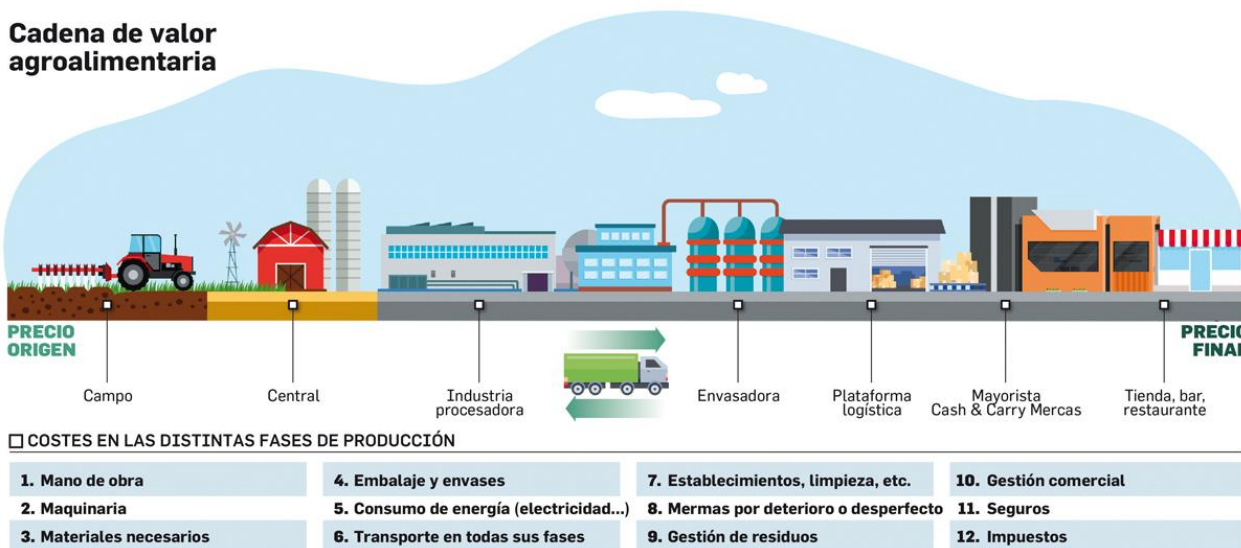 Cadena de valor
agroalimentaria
PRECIO
ORIGEN
PRECIO
FINAL
Campo
Central
Industria
procesadora
Envasadora
Plataforma
logística
Mayorista
Cash & Carry Mercas
Tienda, bar,
restaurante
COSTES EN LAS DISTINTAS FASES DE PRODUCCIÓN
1. Mano de obra
2. Maquinaria
3. Materiales necesarios
4. Embalaje y envases
5. Consumo de energía (electricidad...)
6. Transporte en todas sus fases
7. Establecimientos, limpieza, etc.
8. Mermas por deterioro o desperfecto
9. Gestión de residuos
10. Gestión comercial
11. Seguros
12. Impuestos